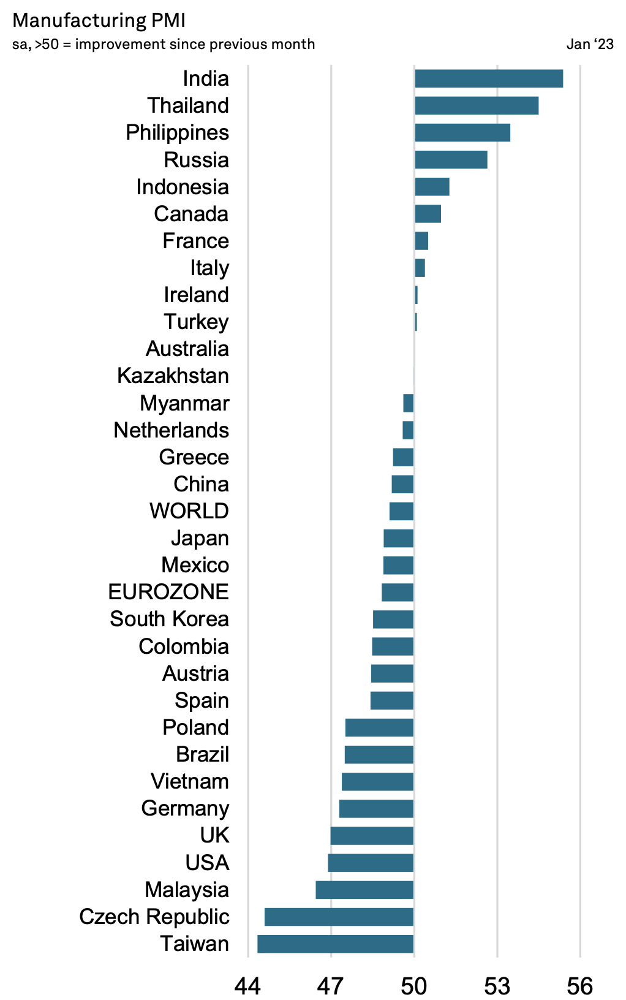 Manufacturing PMI
sa, >50 = improvement since previous month
Jan ‘23
India
Thailand
Philippines
Russia
Indonesia
Canada
France
Italy
Ireland
Turkey
Australia
Kazakhstan
Myanmar
Netherlands
Greece
China
WORLD
Japan
Mexico
EUROZONE
South Korea
Colombia
Austria
Spain
Poland
Brazil
Vietnam
Germany
UK
USA
Malaysia
Czech Republic
Taiwan
44 47 50 53 56